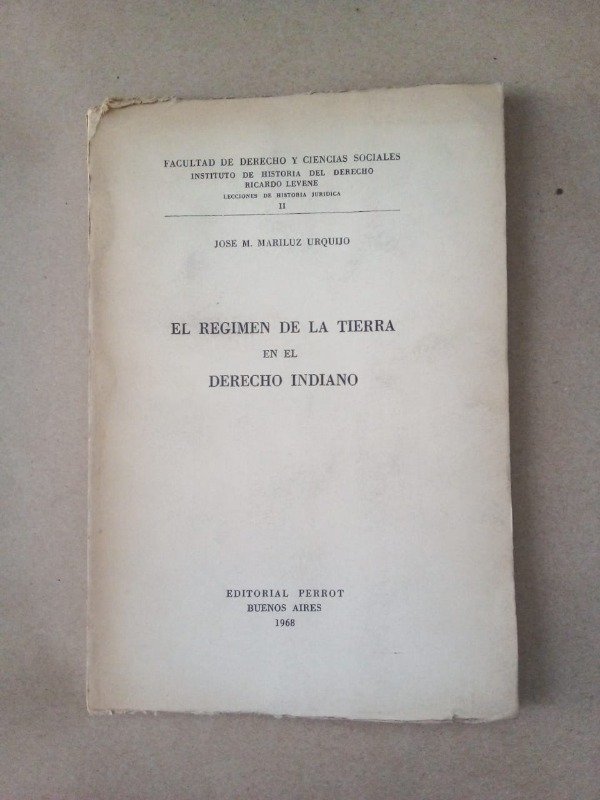 FACULTAD DE DERECHO Y CIENCIAS SOCIALES
INSTITUTO DE HISTORIA DEL DERECHO
RICARDO LEVENE
LECCIONES DE HISTORIA JURIDICA
II
JOSE M. MARILUZ URQUIJO
EL REGIMEN DE LA TIERRA
EN EL
DERECHO INDIANO
EDITORIAL PERROT
BUENOS AIRES
1968